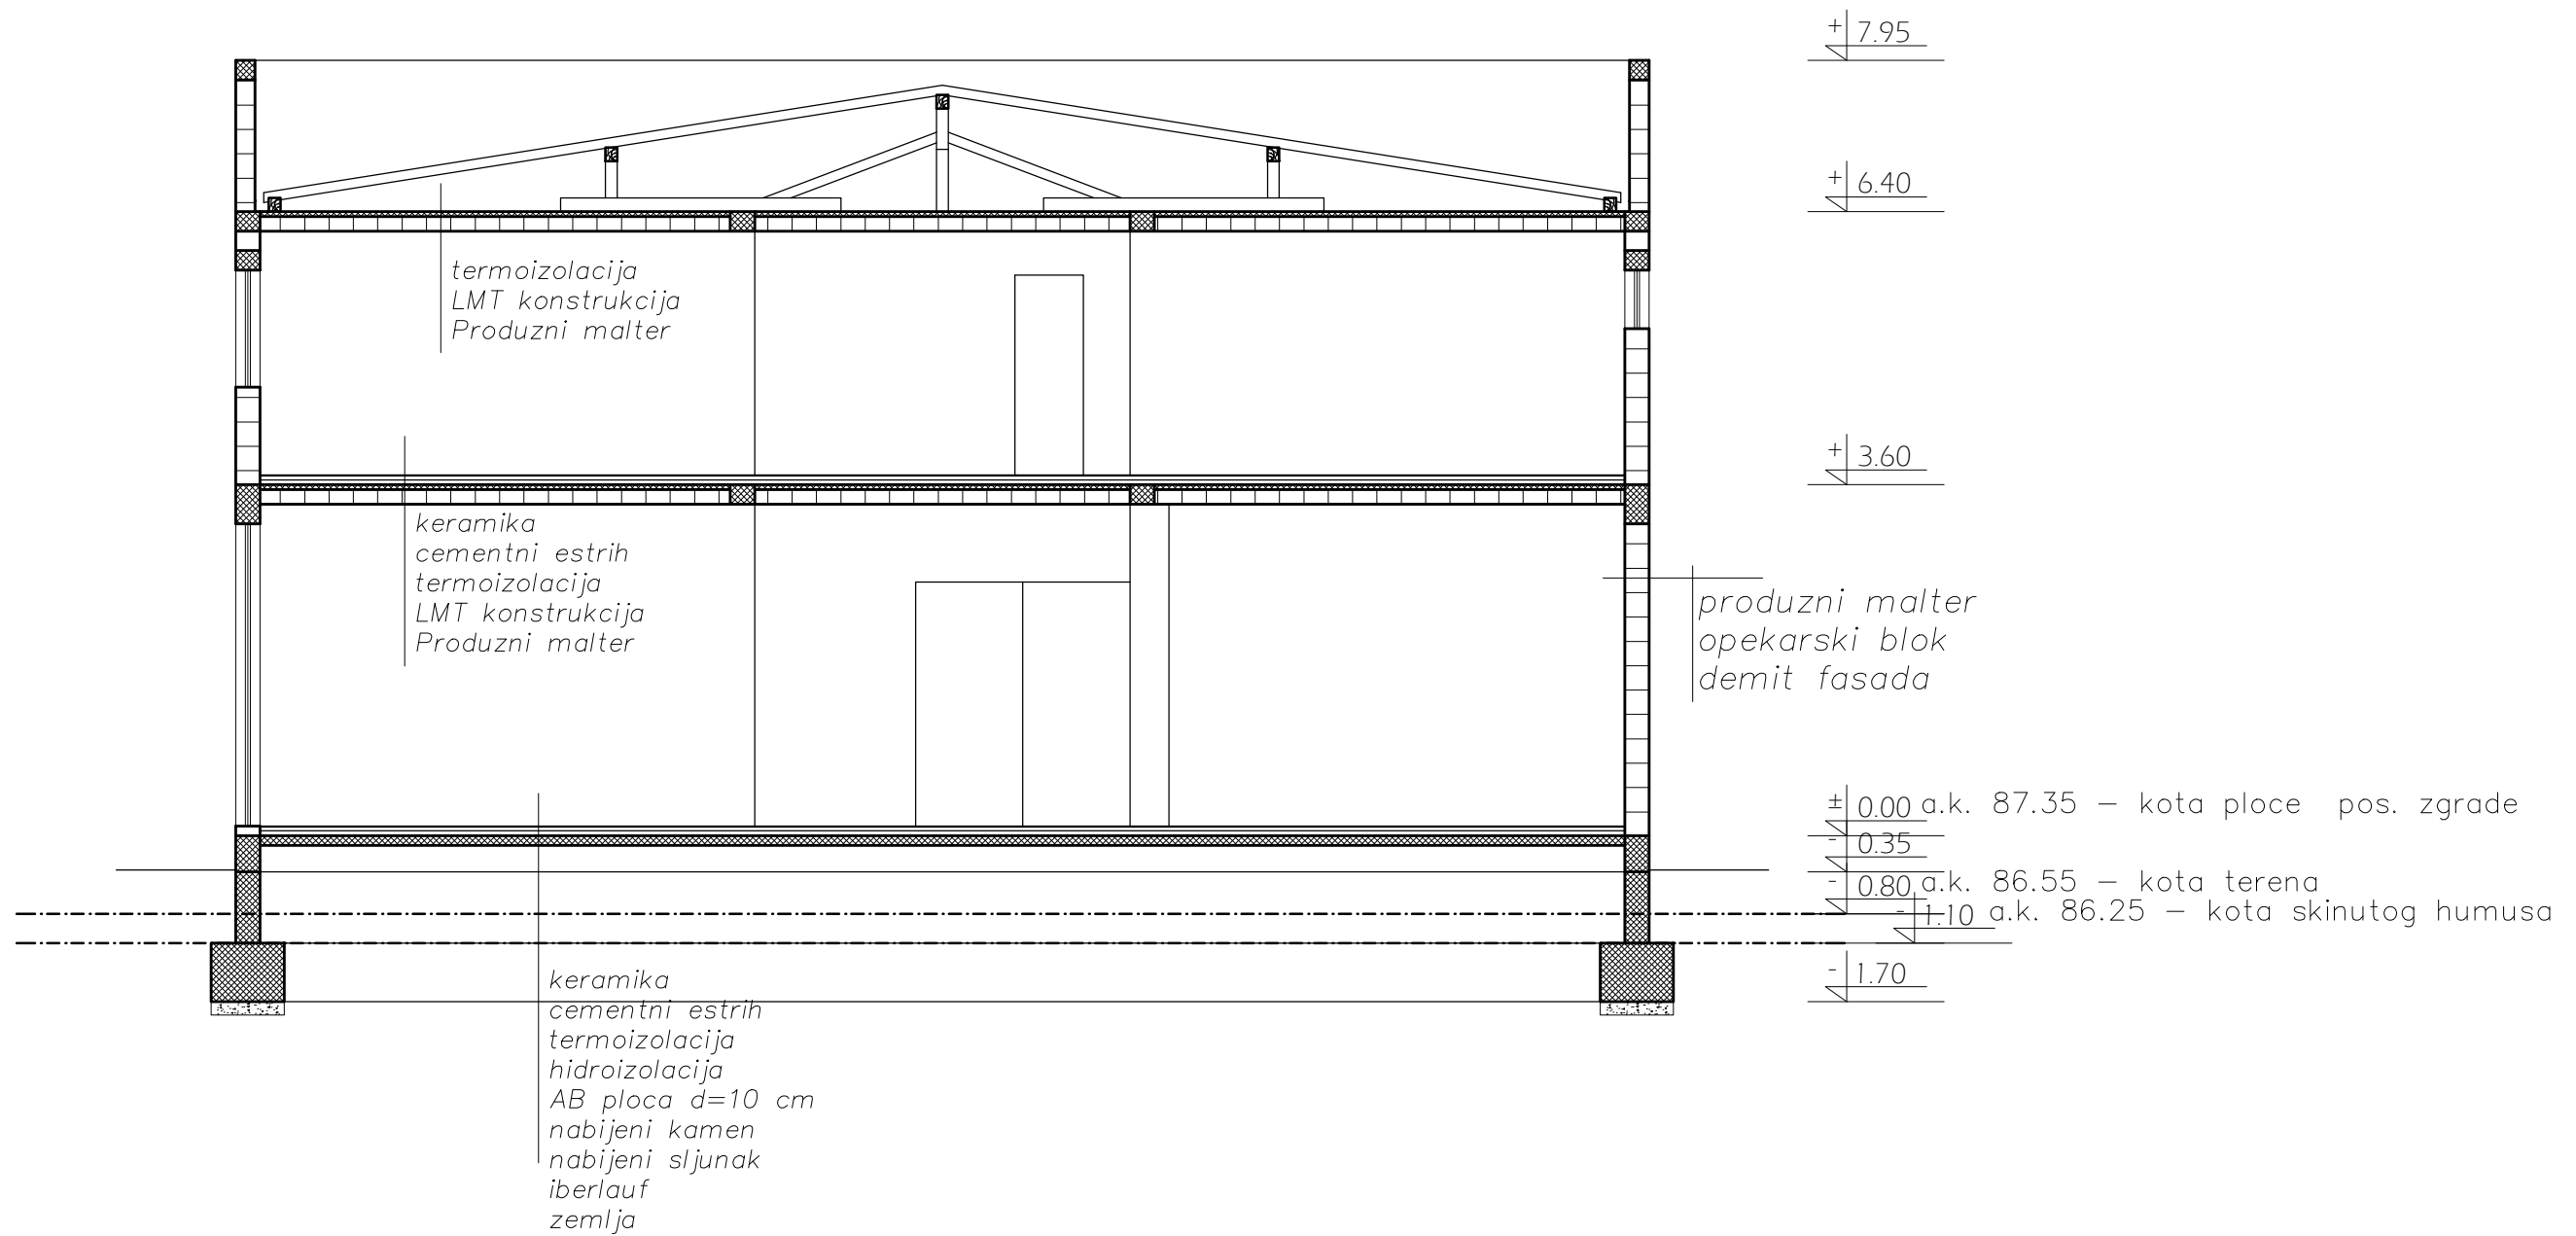 + 7.95
+ 6.40
termoizolacija
LMT konstrukcija
Produzni malter
+ 3.60
keramika
cementni estrih
termoizolacija
LMT konstrukcija
Produzni malter
produzni malter
opekarski blok
demit fasada
± 0.00 a.k. 87.35 – kota ploce pos. zgrade
- 0.35
- 0.80 a.k. 86.55 – kota terena
- 1.10 a.k. 86.25 – kota skinutog humusa
- 1.70
keramika
cementni estrih
termoizolacija
hidroizolacija
AB ploca d=10 cm
nabijeni kamen
nabijeni sljunak
iberlauf
zemlja